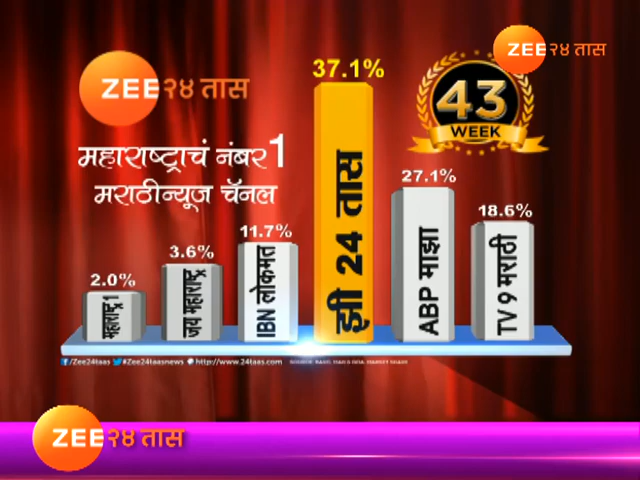 ZEE २४ तास
ZEE २४ तास
महाराष्ट्राचं नंबर 1
मराठी न्यूज चॅनल
43
WEEK
2.0%
महाराष्ट्र 1
3.6%
जय महाराष्ट्र
11.7%
IBN लोकमत
37.1%
झी 24 तास
27.1%
ABP माझा
18.6%
TV 9 मराठी
/Zee24taas #Zee24taasnews http://www.24taas.com
ZEE २४ तास